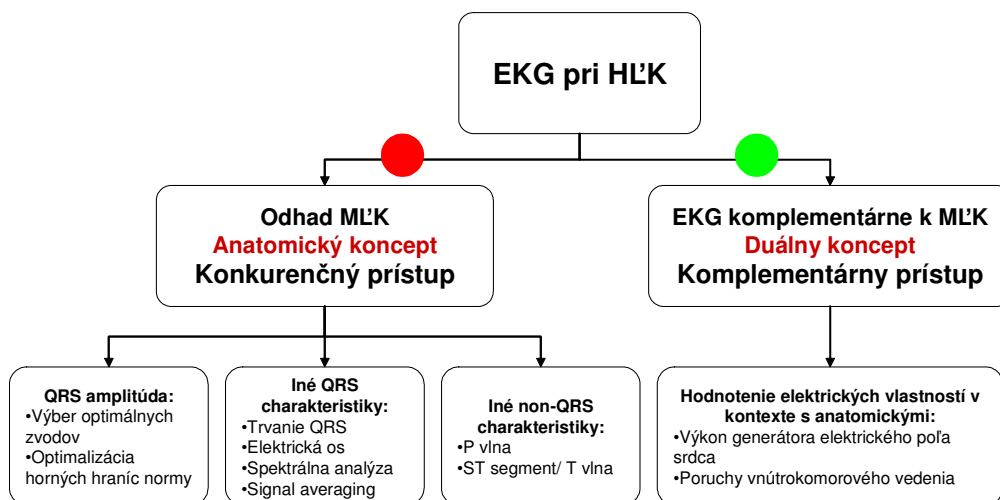 EKG pri HĽK
Odhad MĽK
Anatomický koncept
Konkurenčný prístup
EKG komplementárne k MĽK
Duálny koncept
Komplementárny prístup
QRS amplitúda:
•Výber optimálnych
zvodov
•Optimalizácia
horných hraníc normy
Iné QRS
charakteristiky:
•Trvanie QRS
•Elektrická os
•Spektrálna analýza
•Signal averaging
Iné non-QRS
charakteristiky:
•P vlna
•ST segment/ T vlna
Hodnotenie elektrických vlastností v
kontexte s anatomickými:
•Výkon generátora elektrického poľa
srdca
•Poruchy vnútrokomorového vedenia